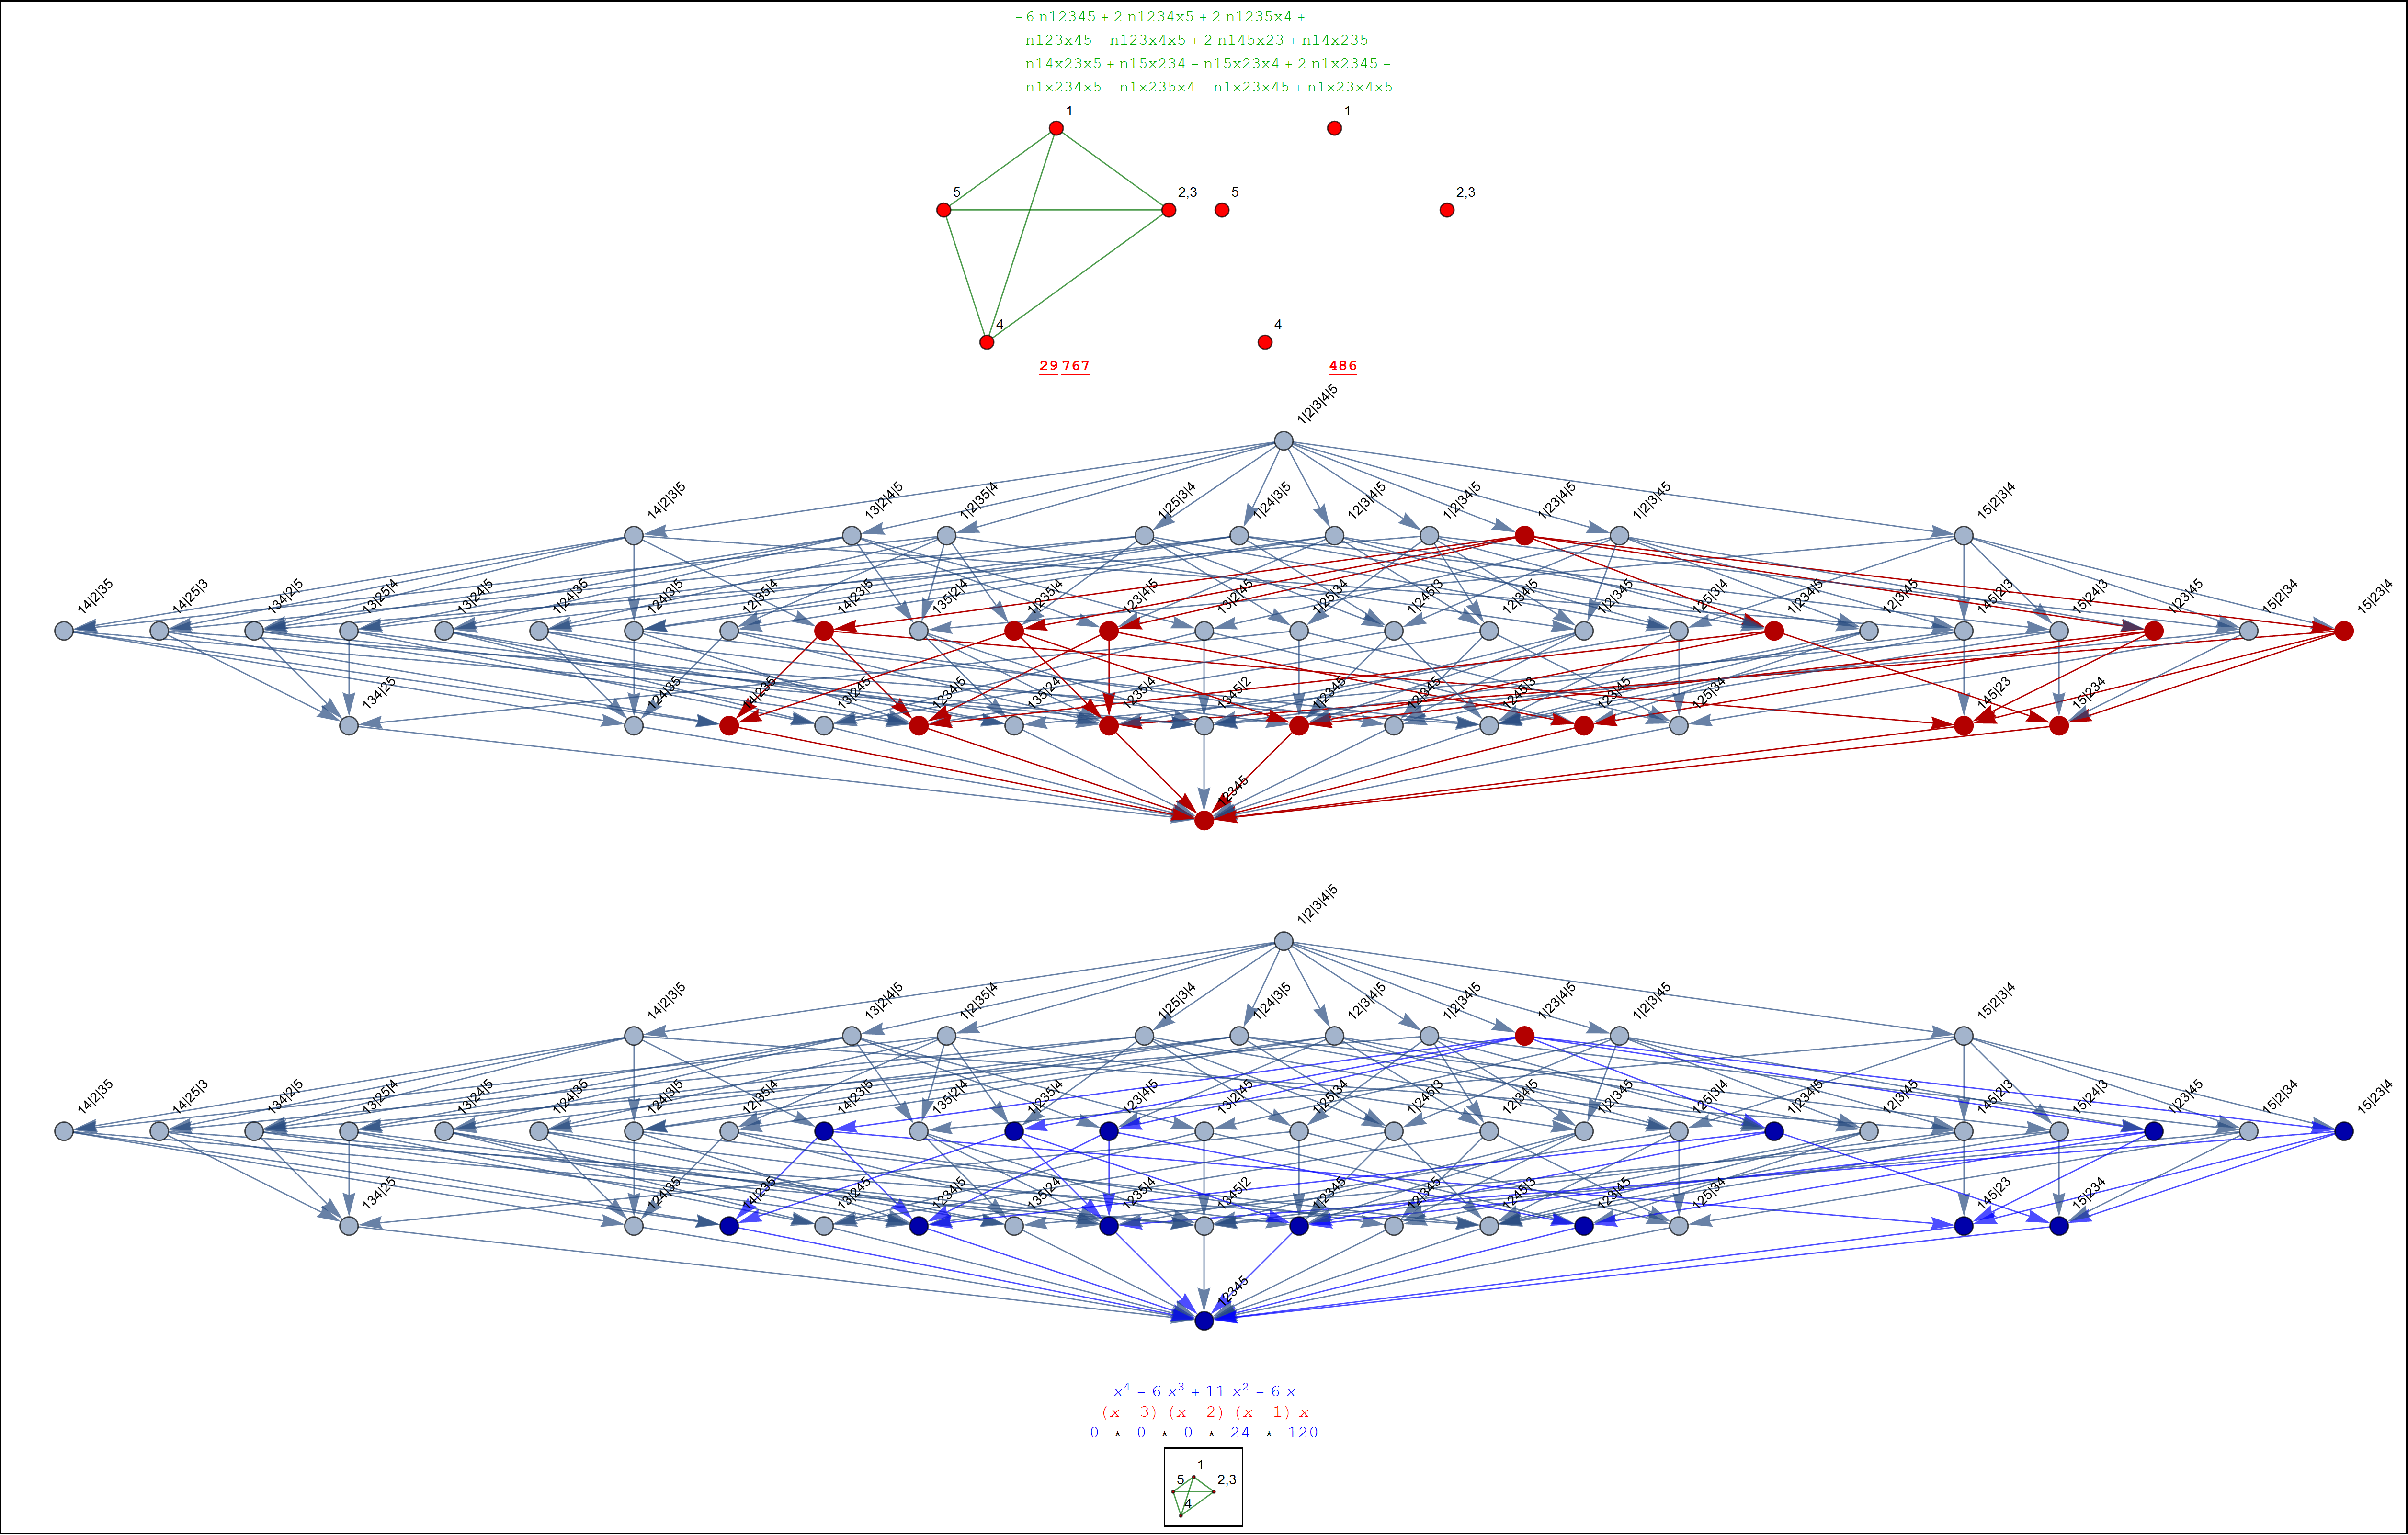 -6 n12345 + 2 n1234x5 + 2 n1235x4 +
n123x45 - n123x4x5 + 2 n145x23 + n14x235 -
n14x23x5 + n15x234 - n15x23x4 + 2 n1x2345 -
n1x234x5 - n1x235x4 - n1x23x45 + n1x23x4x5
1 1
5 2,3 5 2,3
4 4
29 767 486
1|2|3|4|5
14|2|3|5 13|2|4|5 1|2|35|4 1|25|3|4 1|24|3|5 12|3|4|5 1|2|34|5 1|23|4|5 1|2|3|45 15|2|3|4
14|2|35 14|25|3 134|2|5 13|25|4 13|24|5 1|24|35 124|3|5 12|35|4 14|23|5 135|2|4 1|235|4 123|4|5 13|2|45 1|25|34 1|245|3 12|34|5 1|2|345 125|3|4 1|234|5 12|3|45 145|2|3 15|24|3 1|23|45 15|2|34 15|23|4
134|25 124|35 14|235 13|245 1234|5 135|24 1235|4 1345|2 1|2345 12|345 1245|3 123|45 125|34 145|23 15|234
12345
1|2|3|4|5
14|2|3|5 13|2|4|5 1|2|35|4 1|25|3|4 1|24|3|5 12|3|4|5 1|2|34|5 1|23|4|5 1|2|3|45 15|2|3|4
14|2|35 14|25|3 134|2|5 13|25|4 13|24|5 1|24|35 124|3|5 12|35|4 14|23|5 135|2|4 1|235|4 123|4|5 13|2|45 1|25|34 1|245|3 12|34|5 1|2|345 125|3|4 1|234|5 12|3|45 145|2|3 15|24|3 1|23|45 15|2|34 15|23|4
134|25 124|35 14|235 13|245 1234|5 135|24 1235|4 1345|2 1|2345 12|345 1245|3 123|45 125|34 145|23 15|234
12345
x⁴ - 6 x³ + 11 x² - 6 x
(x - 3) (x - 2) (x - 1) x
0 * 0 * 0 * 24 * 120
1
5 2,3
4